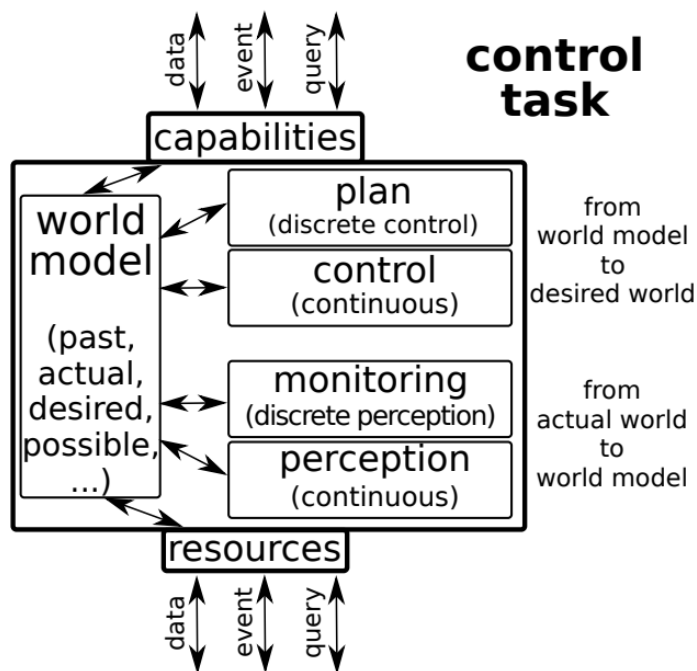 data
event
query
control
task
capabilities
world
model
(past,
actual,
desired,
possible,
...)
plan
(discrete control)
control
(continuous)
from
world model
to
desired world
monitoring
(discrete perception)
perception
(continuous)
from
actual world
to
world model
resources
data
event
query